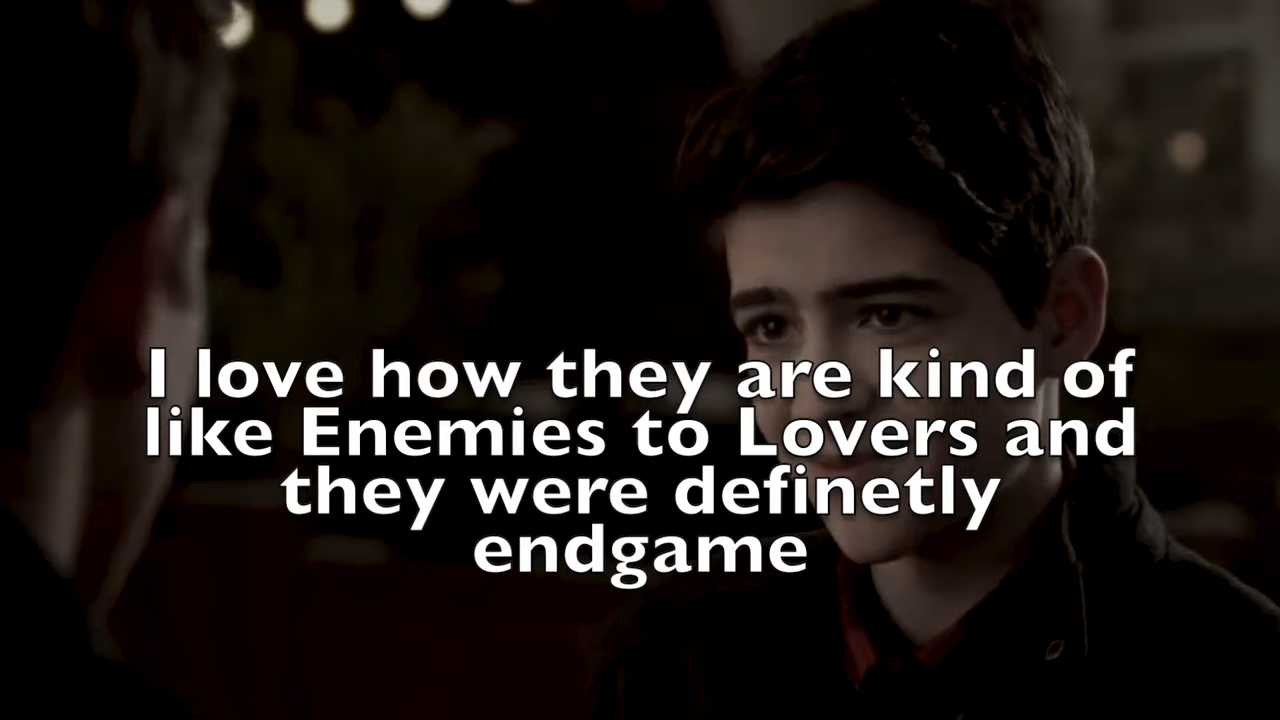 I love how they are kind of
like Enemies to Lovers and
they were definetly
endgame